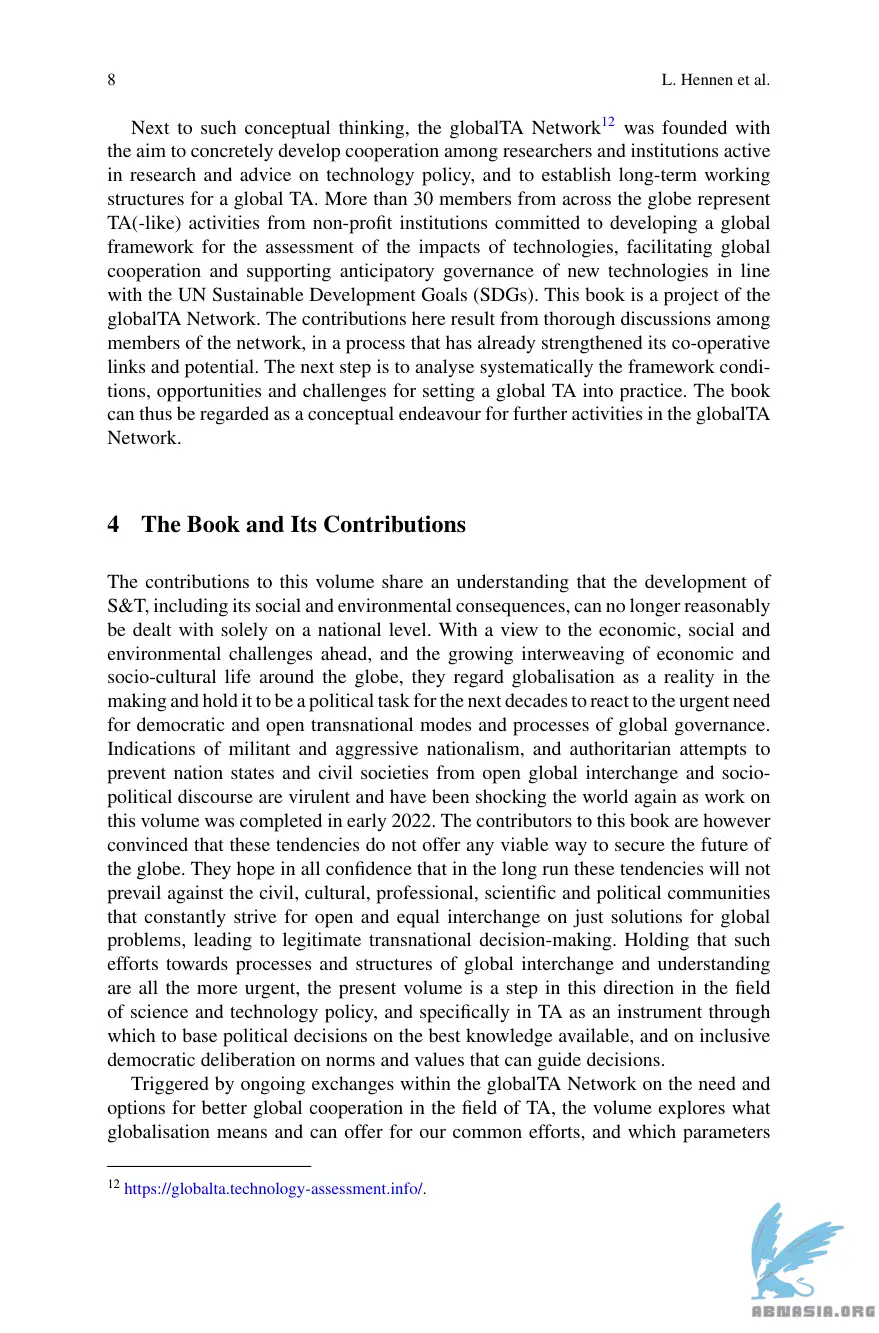 8 L. Hennen et al.
Next to such conceptual thinking, the globalTA Network12 was founded with
the aim to concretely develop cooperation among researchers and institutions active
in research and advice on technology policy, and to establish long-term working
structures for a global TA. More than 30 members from across the globe represent
TA(-like) activities from non-profit institutions committed to developing a global
framework for the assessment of the impacts of technologies, facilitating global
cooperation and supporting anticipatory governance of new technologies in line
with the UN Sustainable Development Goals (SDGs). This book is a project of the
globalTA Network. The contributions here result from thorough discussions among
members of the network, in a process that has already strengthened its co-operative
links and potential. The next step is to analyse systematically the framework condi-
tions, opportunities and challenges for setting a global TA into practice. The book
can thus be regarded as a conceptual endeavour for further activities in the globalTA
Network.
4 The Book and Its Contributions
The contributions to this volume share an understanding that the development of
S&T, including its social and environmental consequences, can no longer reasonably
be dealt with solely on a national level. With a view to the economic, social and
environmental challenges ahead, and the growing interweaving of economic and
socio-cultural life around the globe, they regard globalisation as a reality in the
making and hold it to be a political task for the next decades to react to the urgent need
for democratic and open transnational modes and processes of global governance.
Indications of militant and aggressive nationalism, and authoritarian attempts to
prevent nation states and civil societies from open global interchange and socio-
political discourse are virulent and have been shocking the world again as work on
this volume was completed in early 2022. The contributors to this book are however
convinced that these tendencies do not offer any viable way to secure the future of
the globe. They hope in all confidence that in the long run these tendencies will not
prevail against the civil, cultural, professional, scientific and political communities
that constantly strive for open and equal interchange on just solutions for global
problems, leading to legitimate transnational decision-making. Holding that such
efforts towards processes and structures of global interchange and understanding
are all the more urgent, the present volume is a step in this direction in the field
of science and technology policy, and specifically in TA as an instrument through
which to base political decisions on the best knowledge available, and on inclusive
democratic deliberation on norms and values that can guide decisions.
Triggered by ongoing exchanges within the globalTA Network on the need and
options for better global cooperation in the field of TA, the volume explores what
globalisation means and can offer for our common efforts, and which parameters
12 https://globalta.technology-assessment.info/.
ABNASIA.ORG